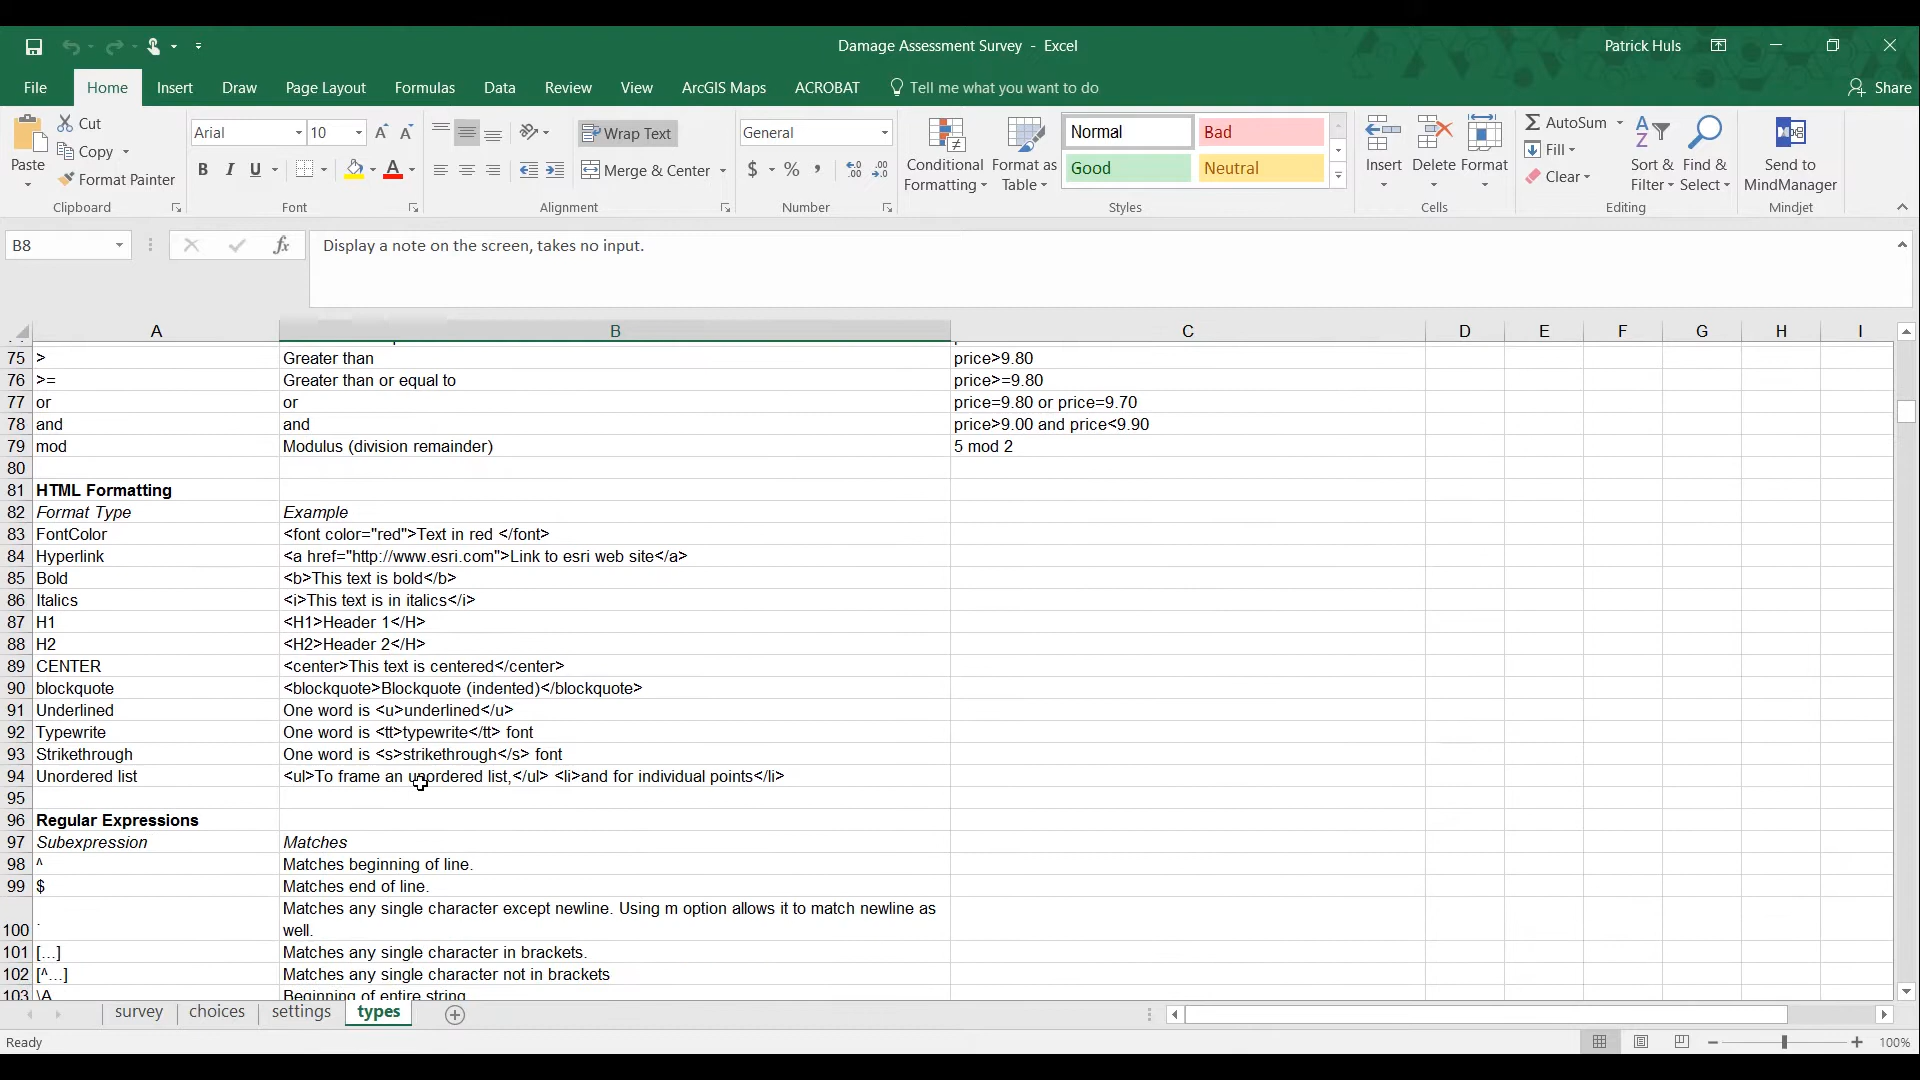 Damage Assessment Survey - Excel
Patrick Huls
File Home Insert Draw Page Layout Formulas Data Review View ArcGIS Maps ACROBAT Tell me what you want to do Share
Paste
Cut
Copy
Format Painter
Clipboard
Arial 10
B I U
Font
Wrap Text
Merge & Center
Alignment
General
$ % ,
Number
Conditional Formatting
Format as Table
Normal Bad
Good Neutral
Styles
Insert Delete Format
Cells
AutoSum
Fill
Clear
Sort & Filter
Find & Select
Editing
Send to MindManager
Mindjet
B8 fx Display a note on the screen, takes no input.
A B C D E F G H I
75 > Greater than price>9.80
76 >= Greater than or equal to price>=9.80
77 or or price=9.80 or price=9.70
78 and and price>9.00 and price<9.90
79 mod Modulus (division remainder) 5 mod 2
80
81 HTML Formatting
82 Format Type Example
83 FontColor <font color="red">Text in red </font>
84 Hyperlink <a href="http://www.esri.com">Link to esri web site</a>
85 Bold <b>This text is bold</b>
86 Italics <i>This text is in italics</i>
87 H1 <H1>Header 1</H>
88 H2 <H2>Header 2</H>
89 CENTER <center>This text is centered</center>
90 blockquote <blockquote>Blockquote (indented)</blockquote>
91 Underlined One word is <u>underlined</u>
92 Typewrite One word is <tt>typewrite</tt> font
93 Strikethrough One word is <s>strikethrough</s> font
94 Unordered list <ul>To frame an unordered list,</ul> <li>and for individual points</li>
95
96 Regular Expressions
97 Subexpression Matches
98 ^ Matches beginning of line.
99 $ Matches end of line.
100 . Matches any single character except newline. Using m option allows it to match newline as
well.
101 [...] Matches any single character in brackets.
102 [^...] Matches any single character not in brackets
103 \A Beginning of entire string
survey choices settings types
Ready 100%